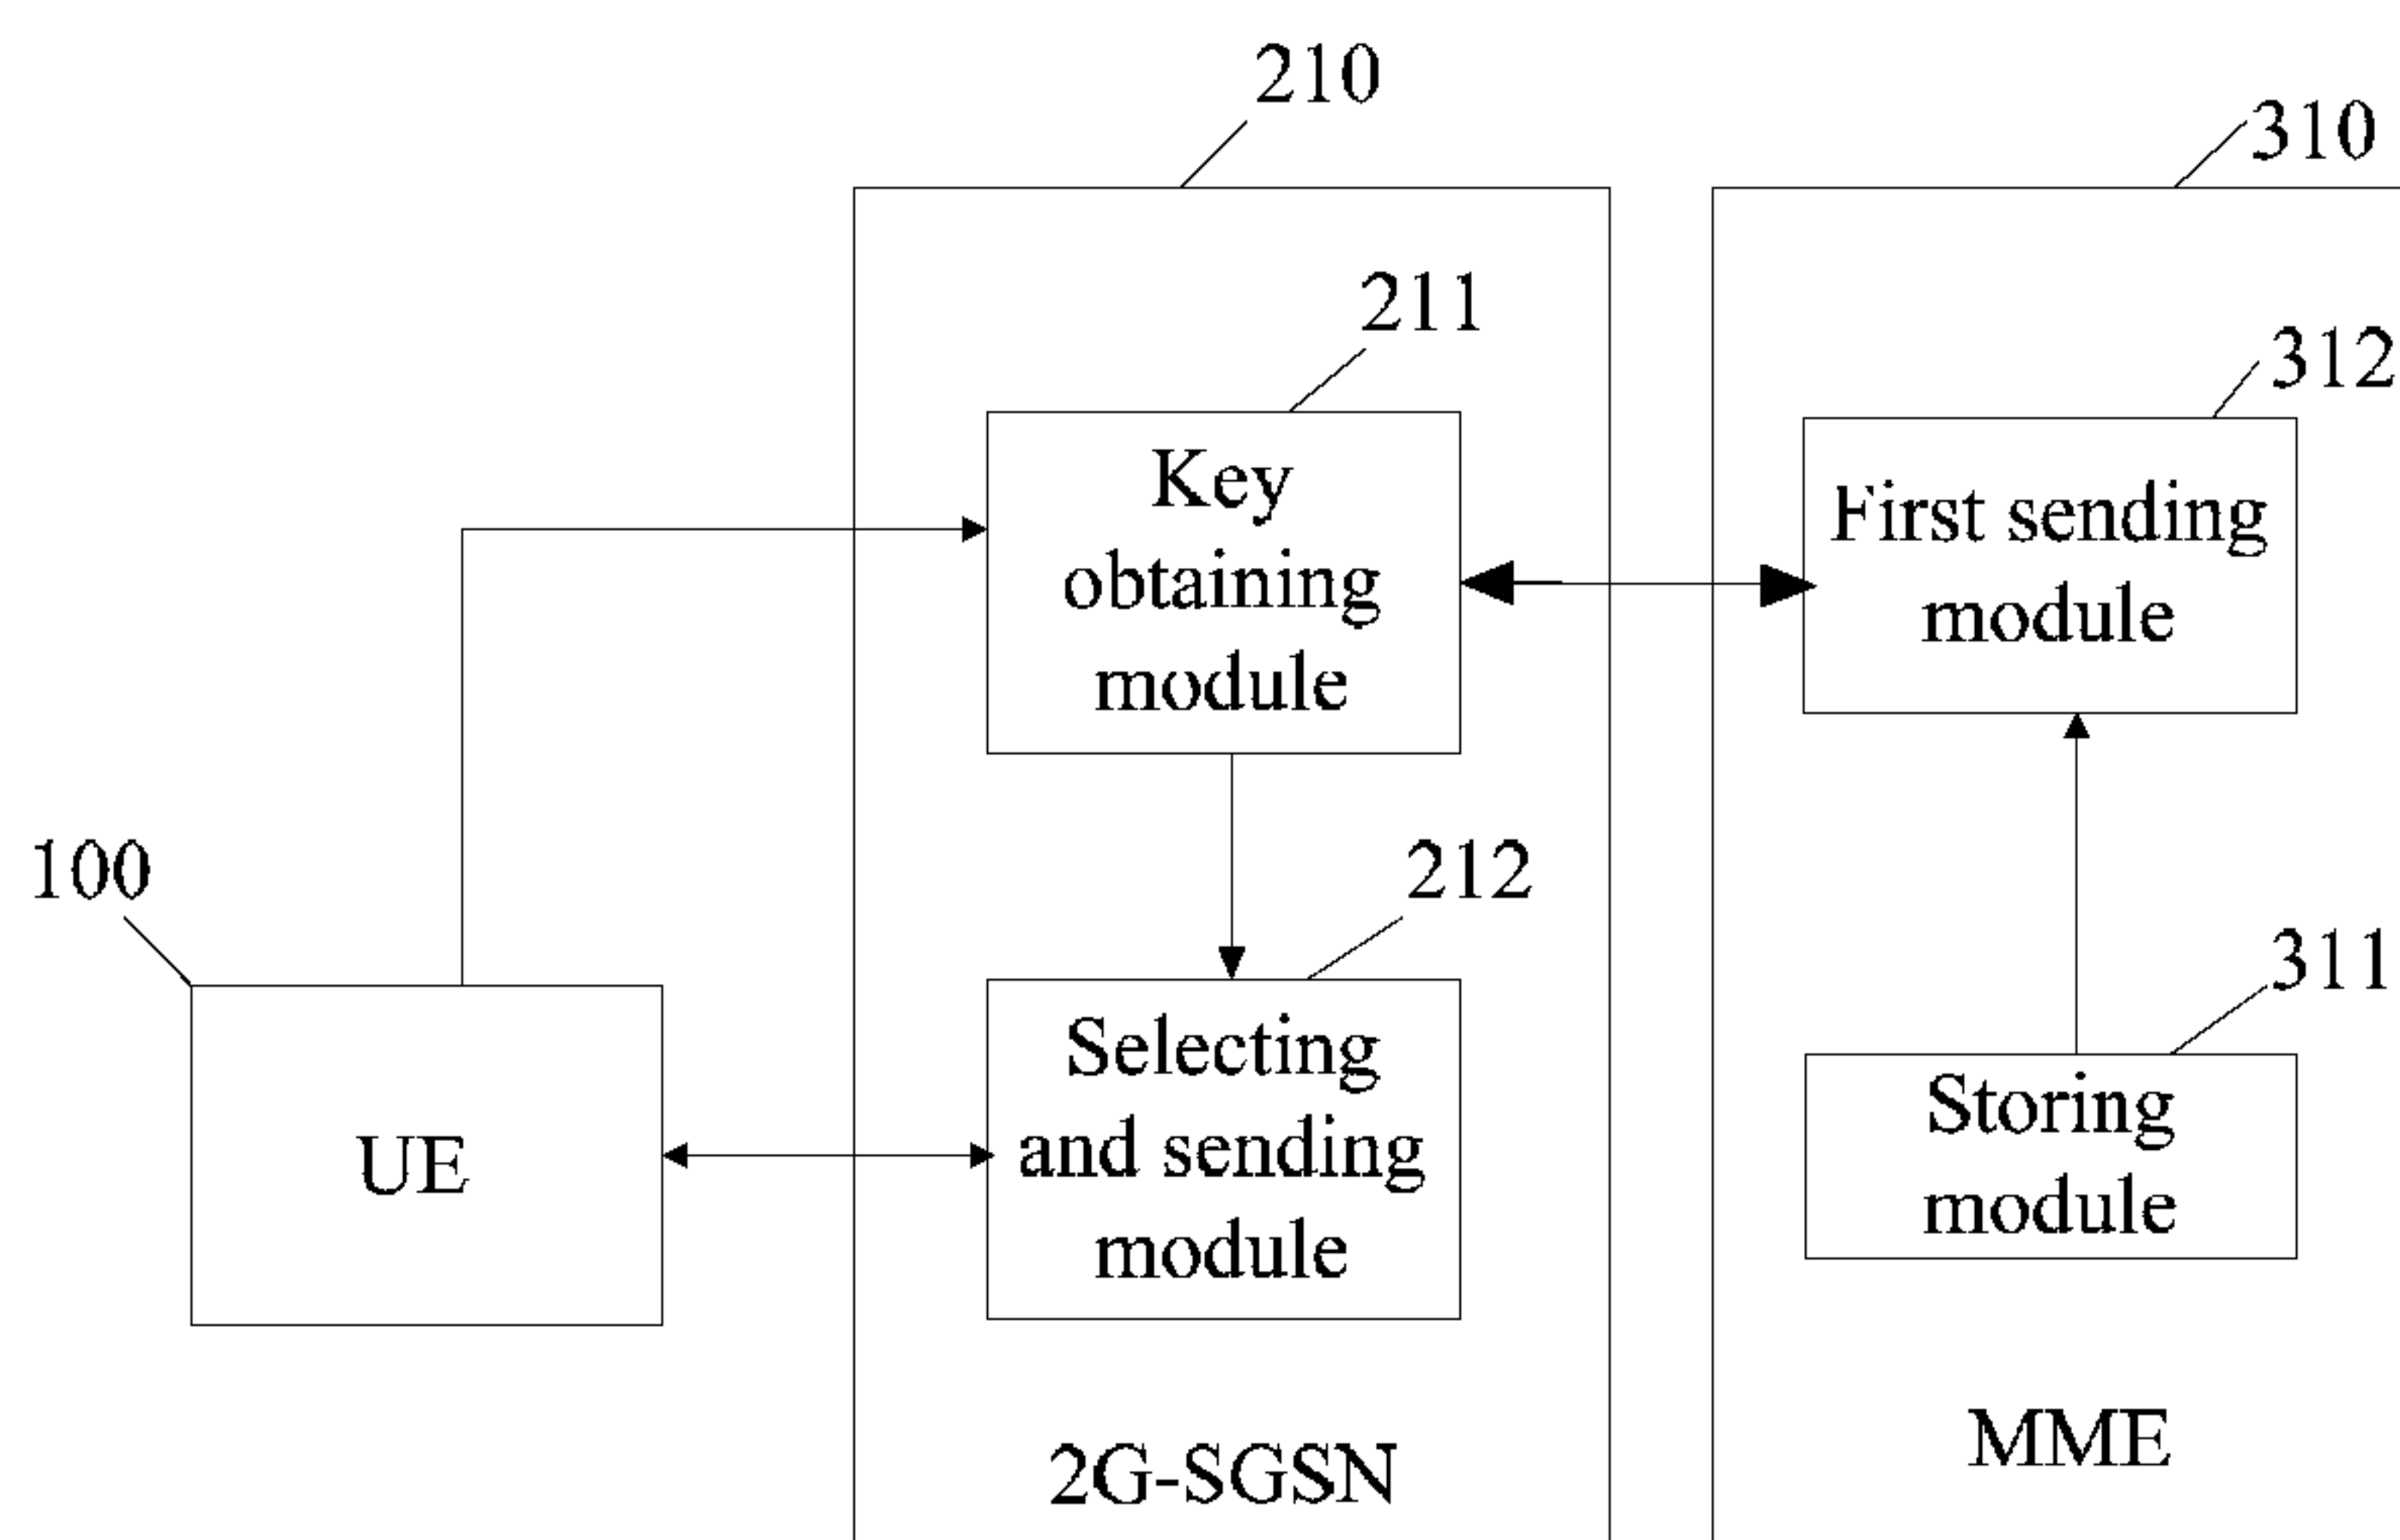 210
310
211
312
Key
obtaining
module
First sending
module
100
212
311
UE
Selecting
and sending
module
Storing
module
2G-SGSN
MME